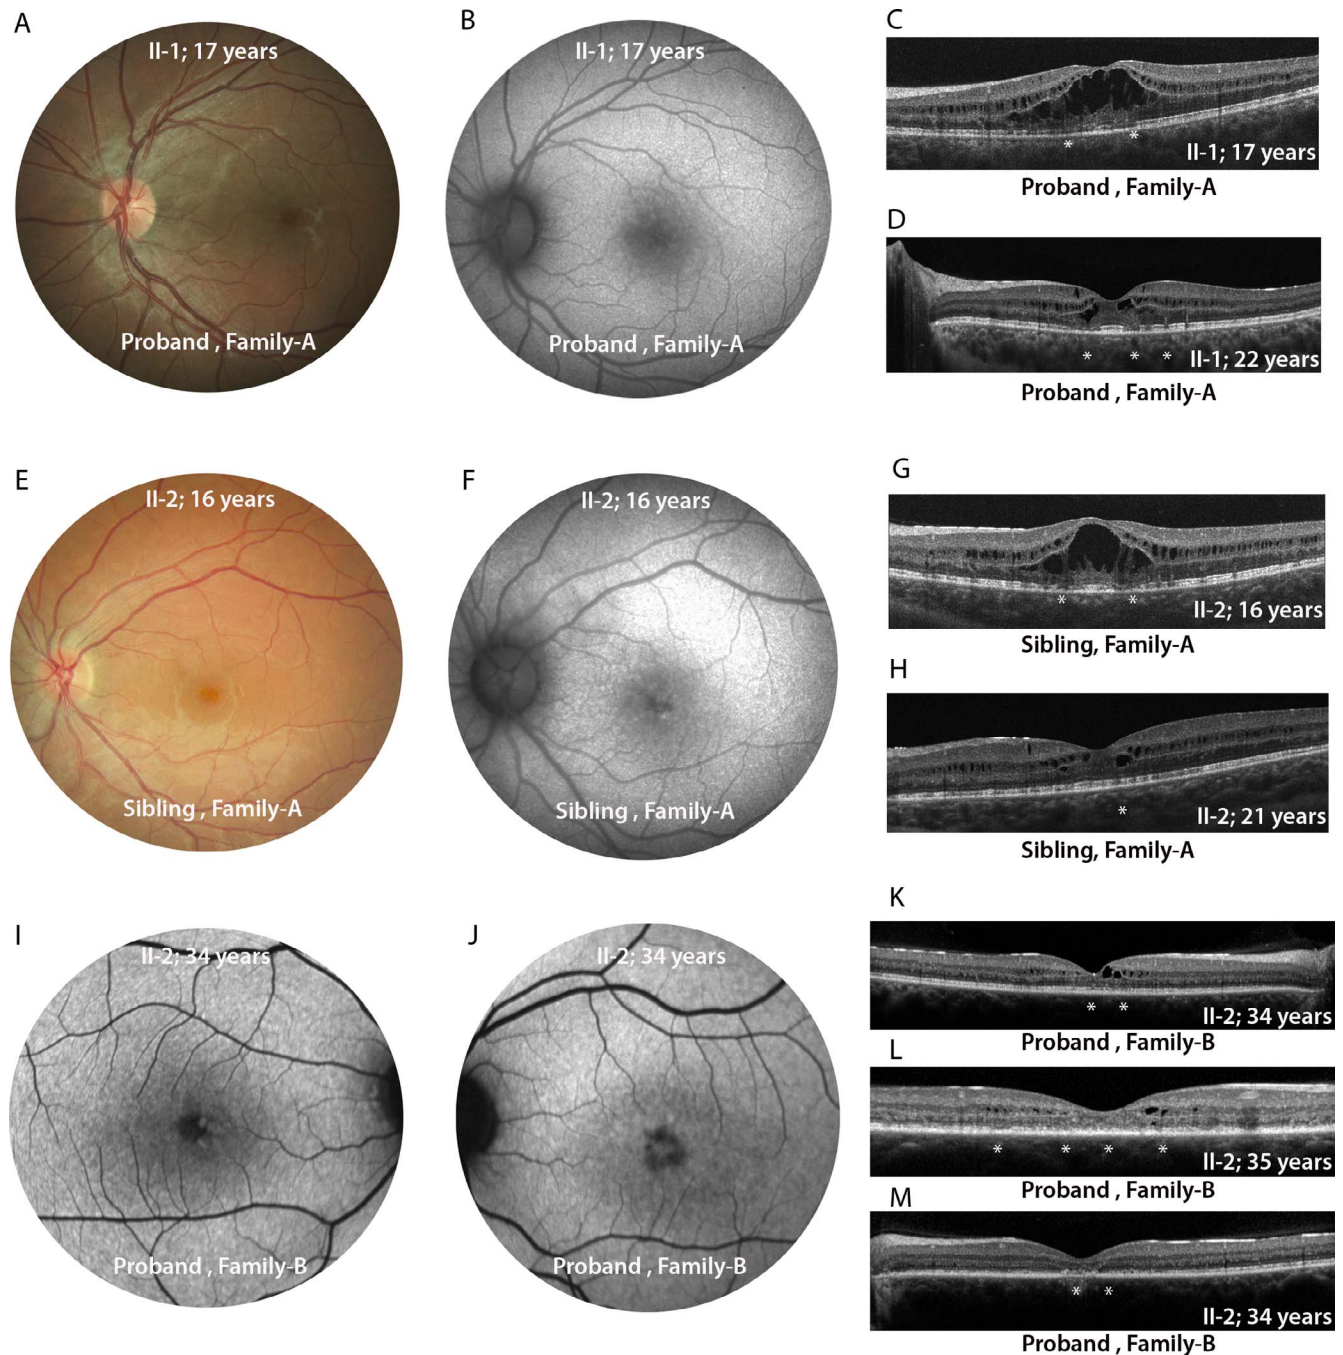 A
II-1; 17 years
Proband , Family-A
B
II-1; 17 years
Proband , Family-A
C
*
*
II-1; 17 years
Proband , Family-A
D
*
*
*
II-1; 22 years
Proband , Family-A
E
II-2; 16 years
Sibling , Family-A
F
II-2; 16 years
Sibling , Family-A
G
*
*
II-2; 16 years
Sibling, Family-A
H
*
II-2; 21 years
Sibling, Family-A
I
II-2; 34 years
Proband , Family-B
J
II-2; 34 years
Proband , Family-B
K
*
*
II-2; 34 years
Proband , Family-B
L
*
*
*
*
II-2; 35 years
Proband , Family-B
M
*
*
II-2; 34 years
Proband , Family-B